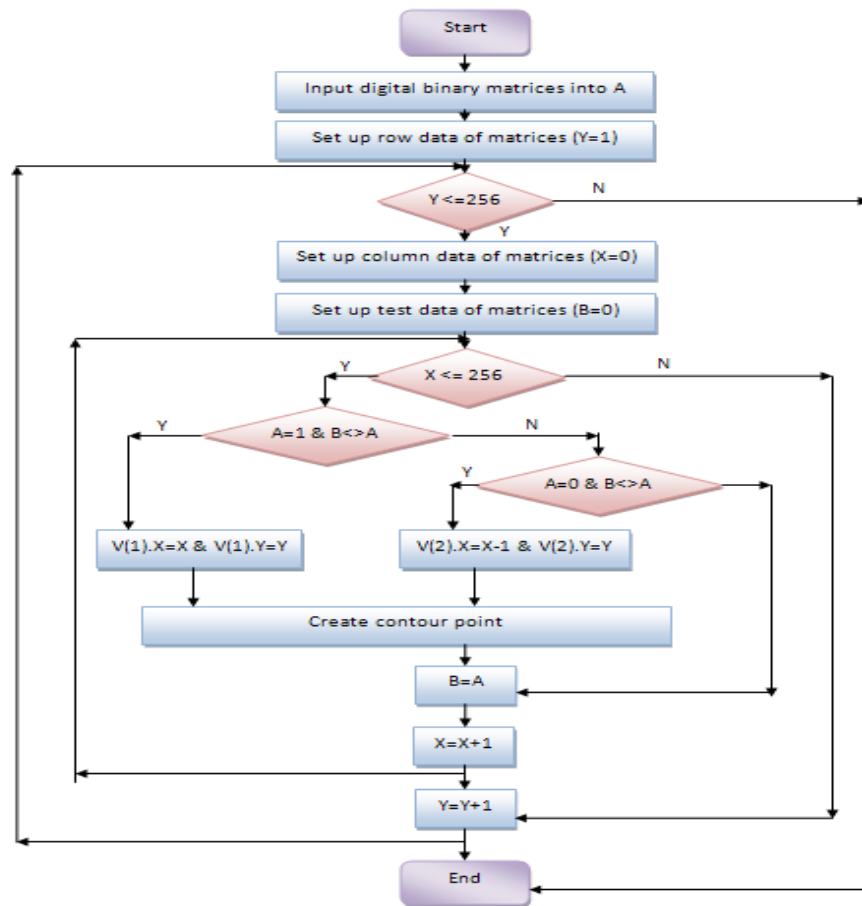 Start
Input digital binary matrices into A
Set up row data of matrices (Y=1)
Y <=256
N
Y
Set up column data of matrices (X=0)
Set up test data of matrices (B=0)
X <= 256
Y
N
A=1 & B<>A
Y
N
A=0 & B<>A
Y
V(1).X=X & V(1).Y=Y
V(2).X=X-1 & V(2).Y=Y
Create contour point
B=A
X=X+1
Y=Y+1
End